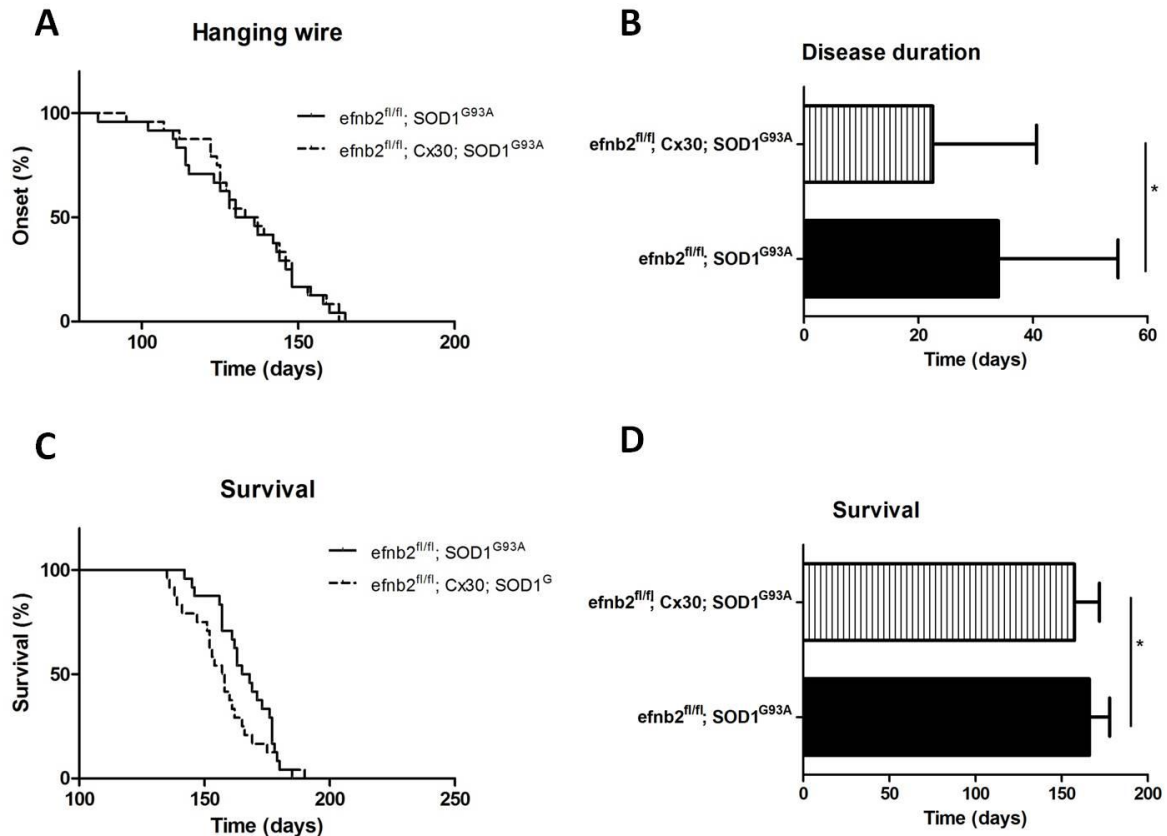 A
Hanging wire
efnb2fl/fl; SOD1G93A
efnb2fl/fl; Cx30; SOD1G93A
100
50
0
Onset (%)
100
150
200
Time (days)
B
Disease duration
efnb2fl/fl; Cx30; SOD1G93A
efnb2fl/fl; SOD1G93A
*
0
20
40
60
Time (days)
C
Survival
efnb2fl/fl; SOD1G93A
efnb2fl/fl; Cx30; SOD1G
100
50
0
Survival (%)
100
150
200
250
Time (days)
D
Survival
efnb2fl/fl; Cx30; SOD1G93A
efnb2fl/fl; SOD1G93A
*
0
50
100
150
200
Time (days)